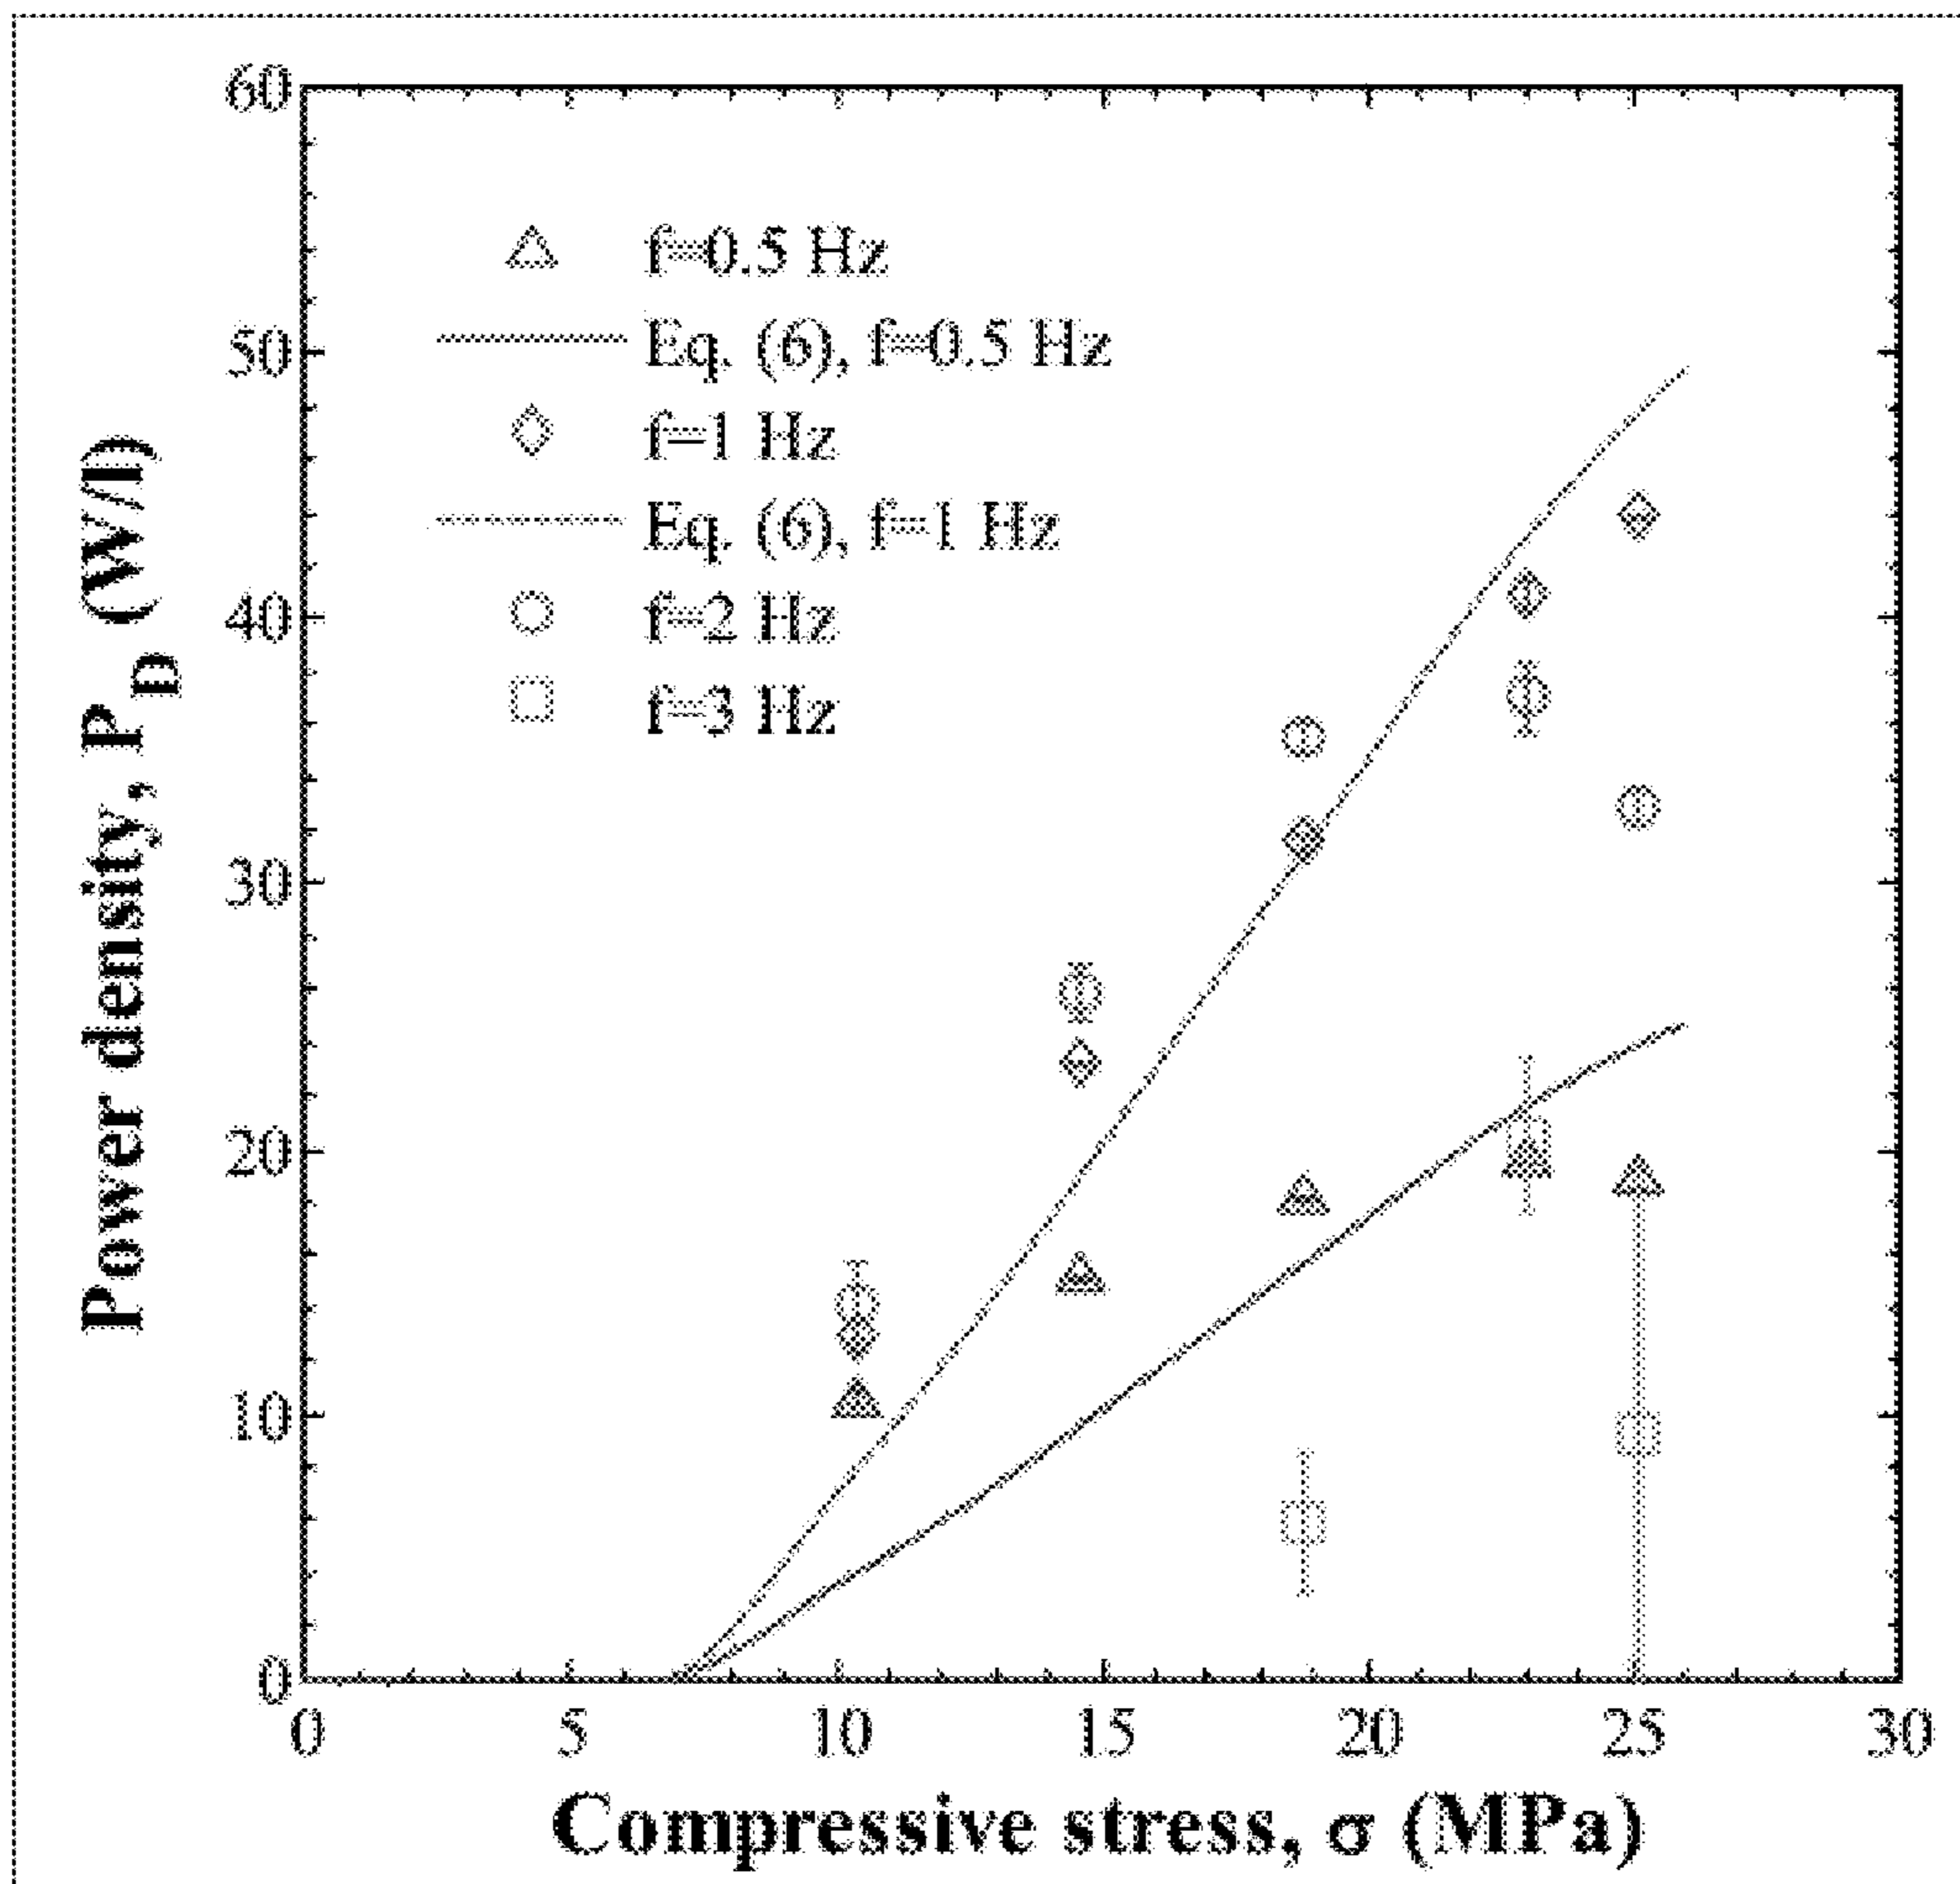 60
50
40
30
20
10
0
Power density, P_D (W/l)
f=0.5 Hz
Eq. (6), f=0.5 Hz
f=1 Hz
Eq. (6), f=1 Hz
f=2 Hz
f=3 Hz
0 5 10 15 20 25 30
Compressive stress, σ (MPa)